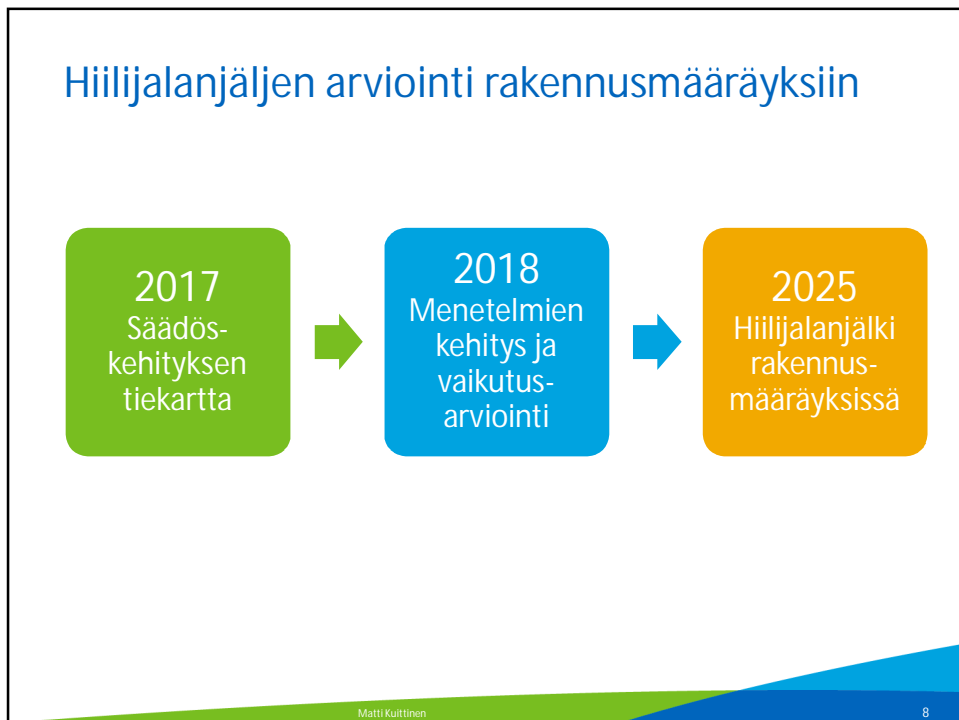 Hiilijalanjäljen arviointi rakennusmääräyksiin
2017
Säädös-
kehityksen
tiekartta
2018
Menetelmien
kehitys ja
vaikutus-
arviointi
2025
Hiilijalanjälki
rakennus-
määräyksissä
Matti Kuittinen
8